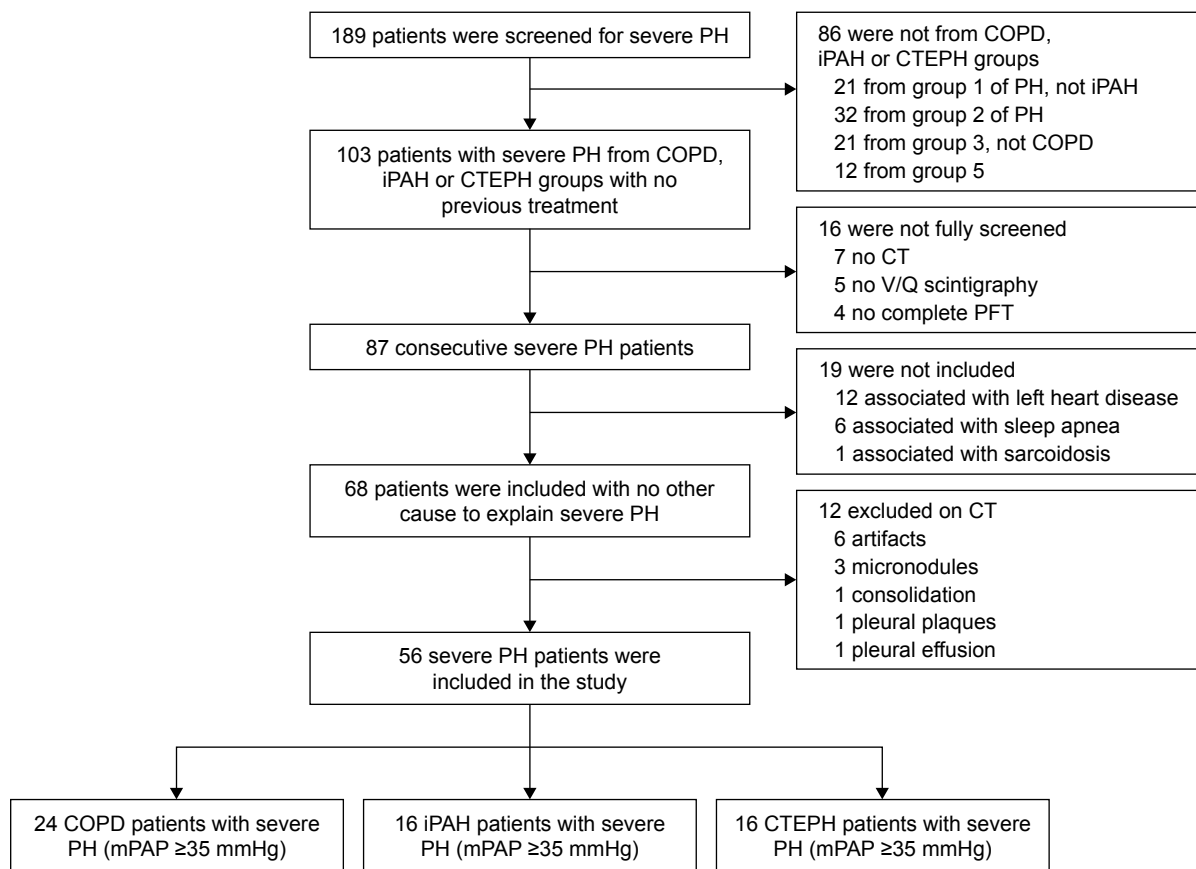 189 patients were screened for severe PH
86 were not from COPD,
iPAH or CTEPH groups
21 from group 1 of PH, not iPAH
32 from group 2 of PH
21 from group 3, not COPD
12 from group 5
103 patients with severe PH from COPD,
iPAH or CTEPH groups with no
previous treatment
16 were not fully screened
7 no CT
5 no V/Q scintigraphy
4 no complete PFT
87 consecutive severe PH patients
19 were not included
12 associated with left heart disease
6 associated with sleep apnea
1 associated with sarcoidosis
68 patients were included with no other
cause to explain severe PH
12 excluded on CT
6 artifacts
3 micronodules
1 consolidation
1 pleural plaques
1 pleural effusion
56 severe PH patients were
included in the study
24 COPD patients with severe
PH (mPAP ≥35 mmHg)
16 iPAH patients with severe
PH (mPAP ≥35 mmHg)
16 CTEPH patients with severe
PH (mPAP ≥35 mmHg)